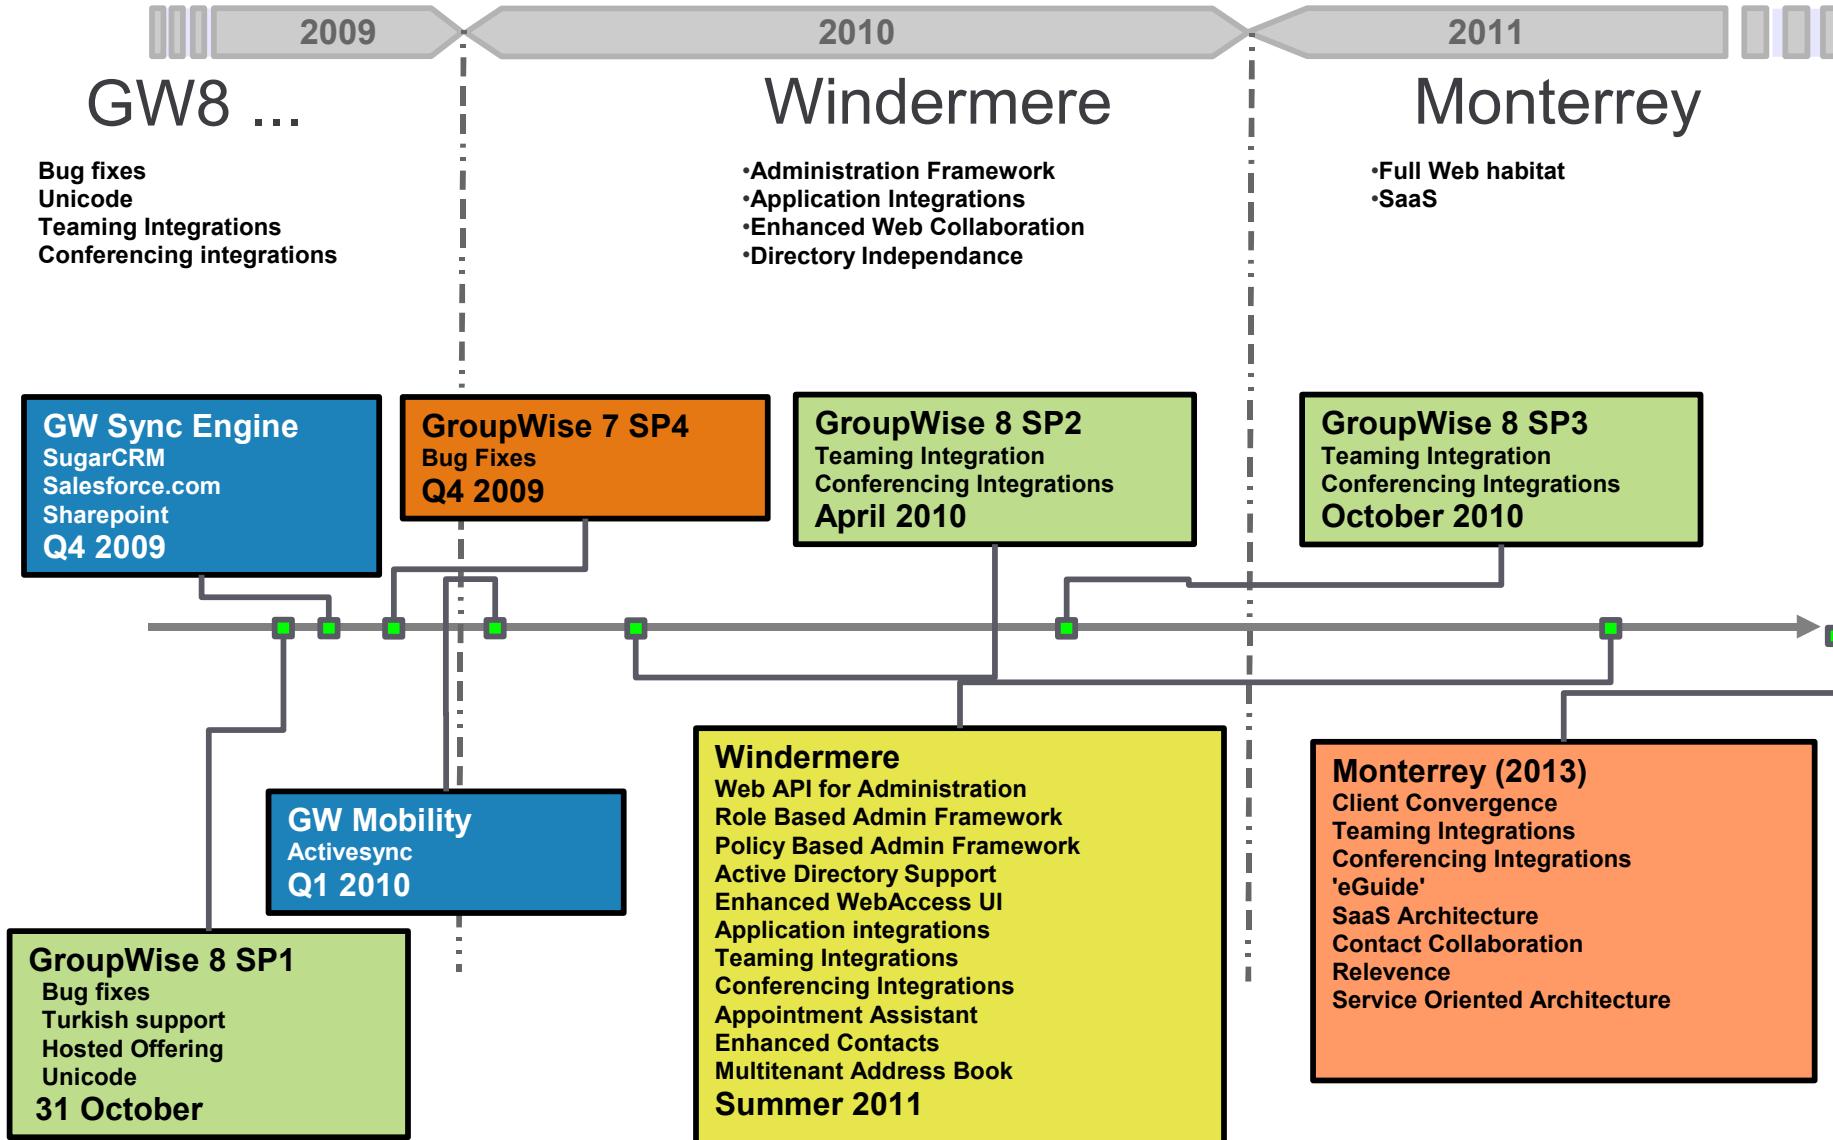 2009
2010
2011
GW8 ...
Windermere
Monterrey
Bug fixes
Unicode
Teaming Integrations
Conferencing integrations
•Administration Framework
•Application Integrations
•Enhanced Web Collaboration
•Directory Independance
•Full Web habitat
•SaaS
GW Sync Engine
SugarCRM
Salesforce.com
Sharepoint
Q4 2009
GroupWise 7 SP4
Bug Fixes
Q4 2009
GroupWise 8 SP2
Teaming Integration
Conferencing Integrations
April 2010
GroupWise 8 SP3
Teaming Integration
Conferencing Integrations
October 2010
GroupWise 8 SP1
Bug fixes
Turkish support
Hosted Offering
Unicode
31 October
GW Mobility
Activesync
Q1 2010
Windermere
Web API for Administration
Role Based Admin Framework
Policy Based Admin Framework
Active Directory Support
Enhanced WebAccess UI
Application integrations
Teaming Integrations
Conferencing Integrations
Appointment Assistant
Enhanced Contacts
Multitenant Address Book
Summer 2011
Monterrey (2013)
Client Convergence
Teaming Integrations
Conferencing Integrations
'eGuide'
SaaS Architecture
Contact Collaboration
Relevence
Service Oriented Architecture